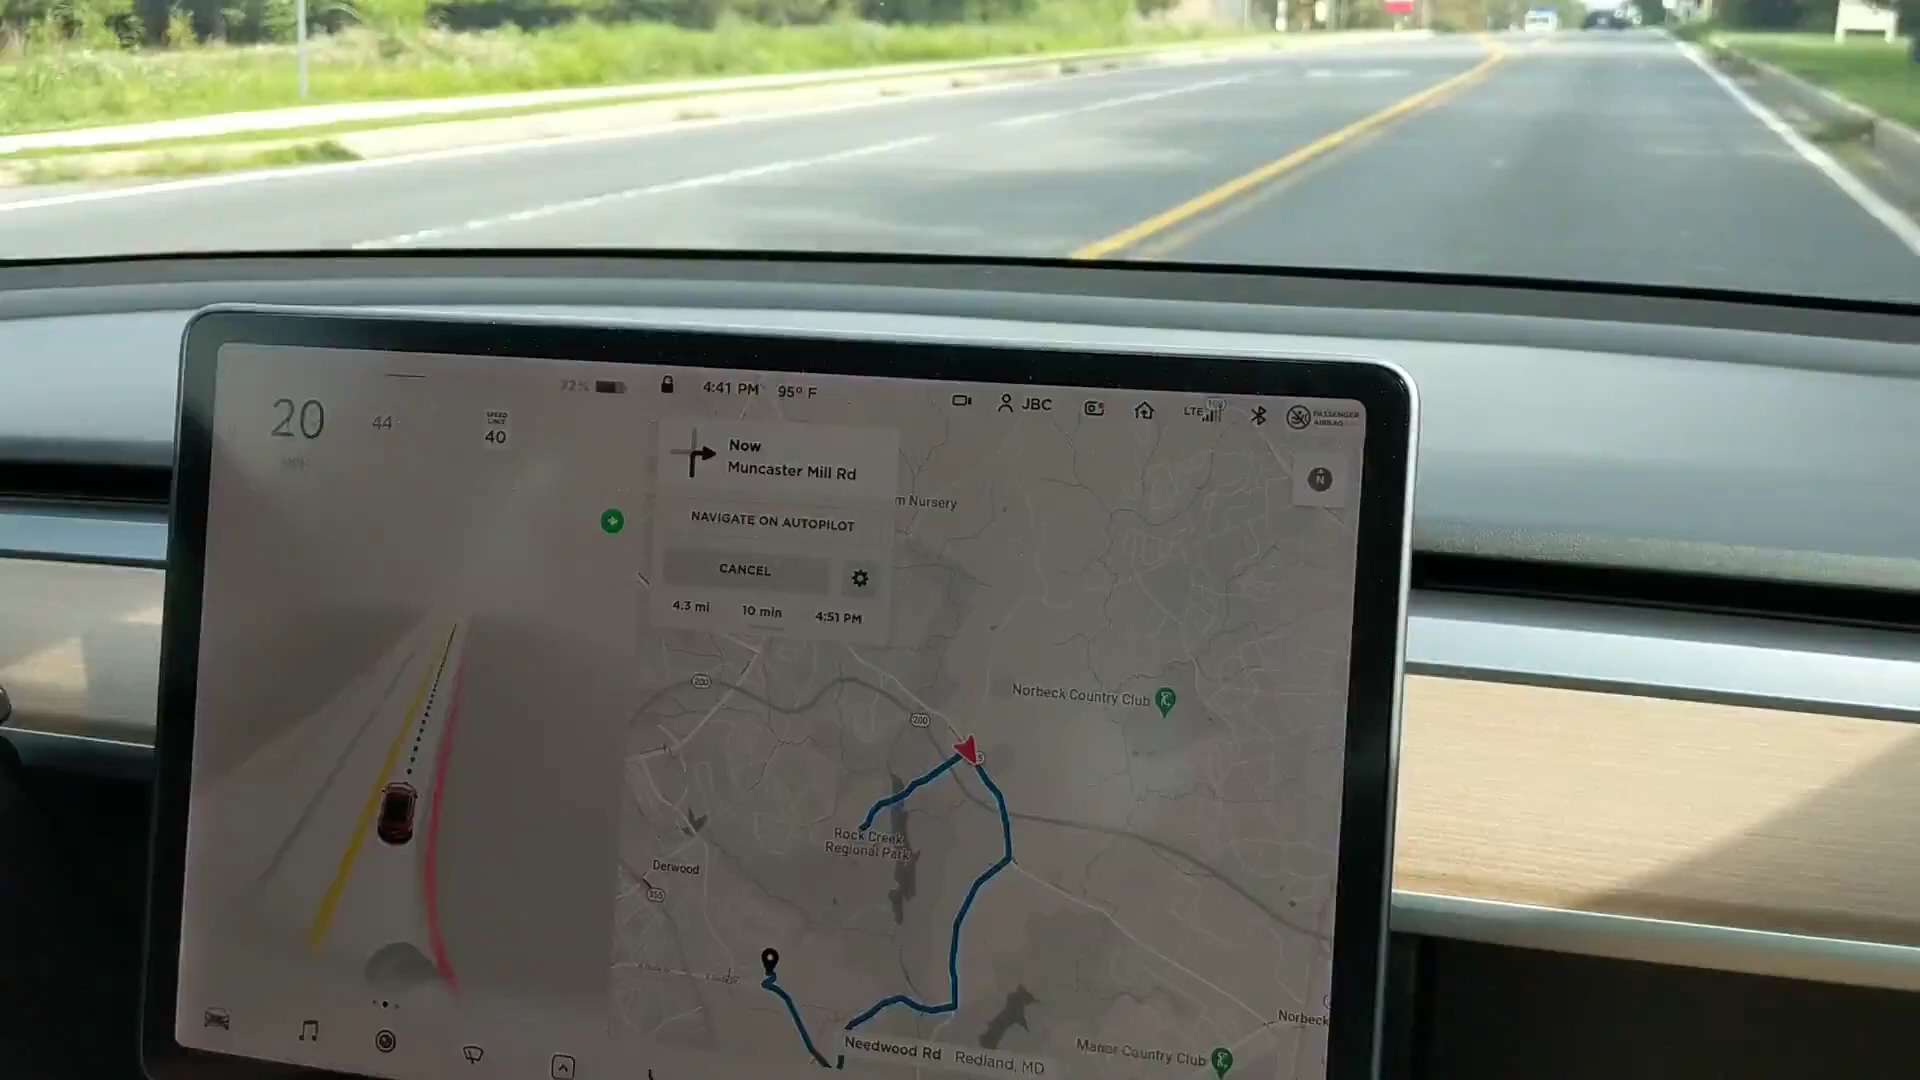 20
44
SPEED
LIMIT
40
72%
4:41 PM
95° F
JBC
LTE
PASSENGER
AIRBAG
Now
Muncaster Mill Rd
NAVIGATE ON AUTOPILOT
CANCEL
4.3 mi
10 min
4:51 PM
m Nursery
N
Norbeck Country Club
200
200
Rock Creek
Regional Park
Derwood
355
Norbeck
Needwood Rd
Redland, MD
Manor Country Club